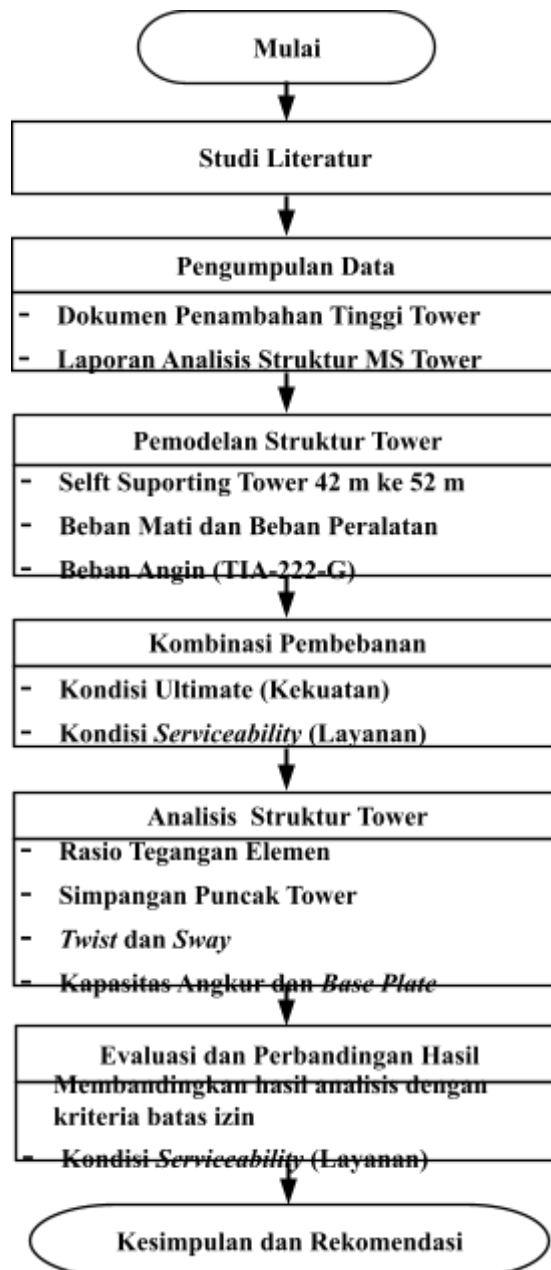 Mulai
Studi Literatur
Pengumpulan Data
- Dokumen Penambahan Tinggi Tower
- Laporan Analisis Struktur MS Tower
Pemodelan Struktur Tower
- Selft Suporting Tower 42 m ke 52 m
- Beban Mati dan Beban Peralatan
- Beban Angin (TIA-222-G)
Kombinasi Pembebanan
- Kondisi Ultimate (Kekuatan)
- Kondisi Serviceability (Layanan)
Analisis Struktur Tower
- Rasio Tegangan Elemen
- Simpangan Puncak Tower
- Twist dan Sway
- Kapasitas Angkur dan Base Plate
Evaluasi dan Perbandingan Hasil
Membandingkan hasil analisis dengan
kriteria batas izin
- Kondisi Serviceability (Layanan)
Kesimpulan dan Rekomendasi